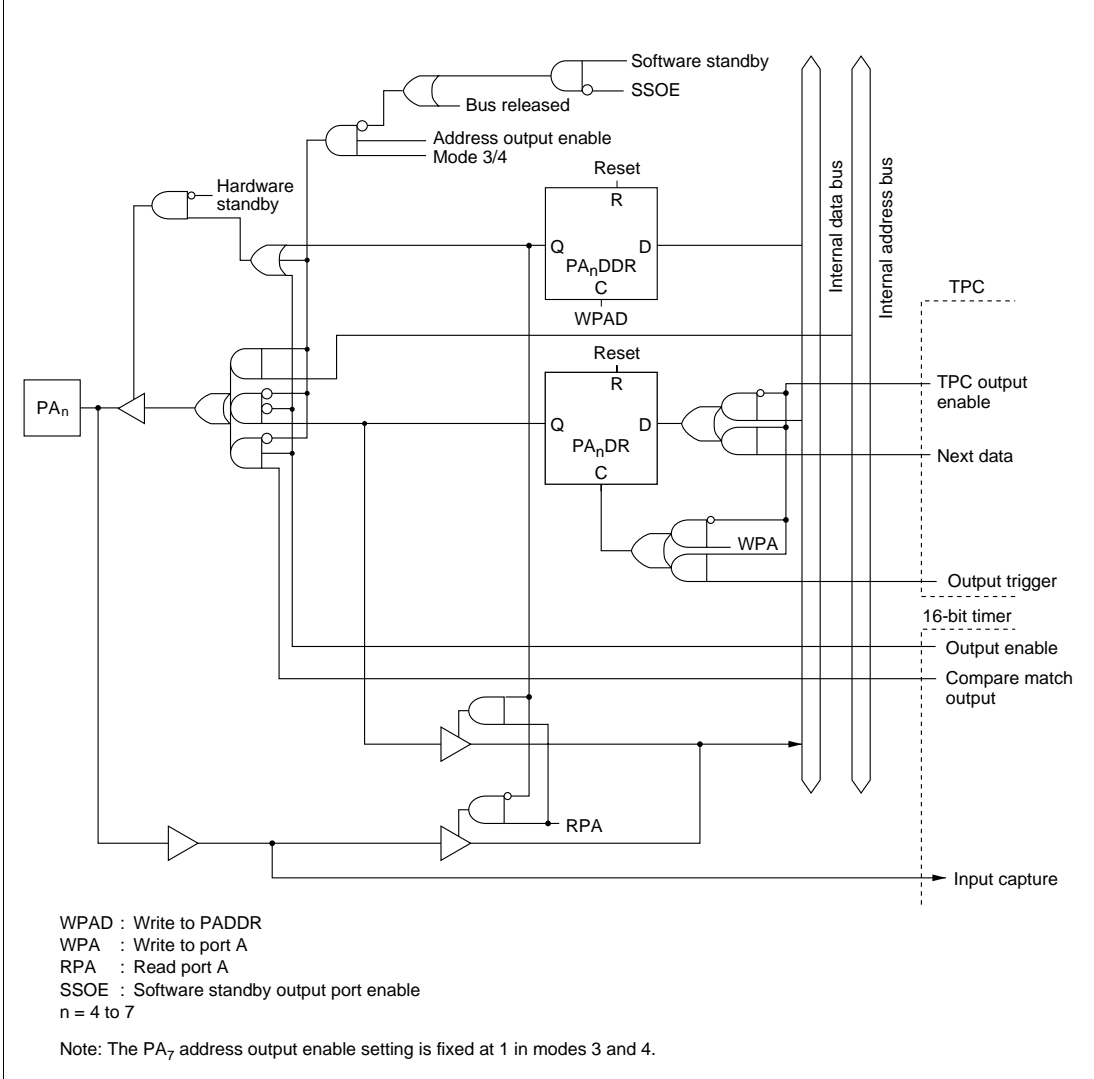 Software standby
SSOE
Bus released
Address output enable
Mode 3/4
Hardware
standby
Reset
R
Q
D
PAnDDR
C
WPAD
Internal data bus
Internal address bus
TPC
Reset
R
Q
D
PAnDR
C
PAn
TPC output
enable
Next data
WPA
Output trigger
16-bit timer
Output enable
Compare match
output
RPA
Input capture
WPAD : Write to PADDR
WPA : Write to port A
RPA : Read port A
SSOE : Software standby output port enable
n = 4 to 7
Note: The PA7 address output enable setting is fixed at 1 in modes 3 and 4.